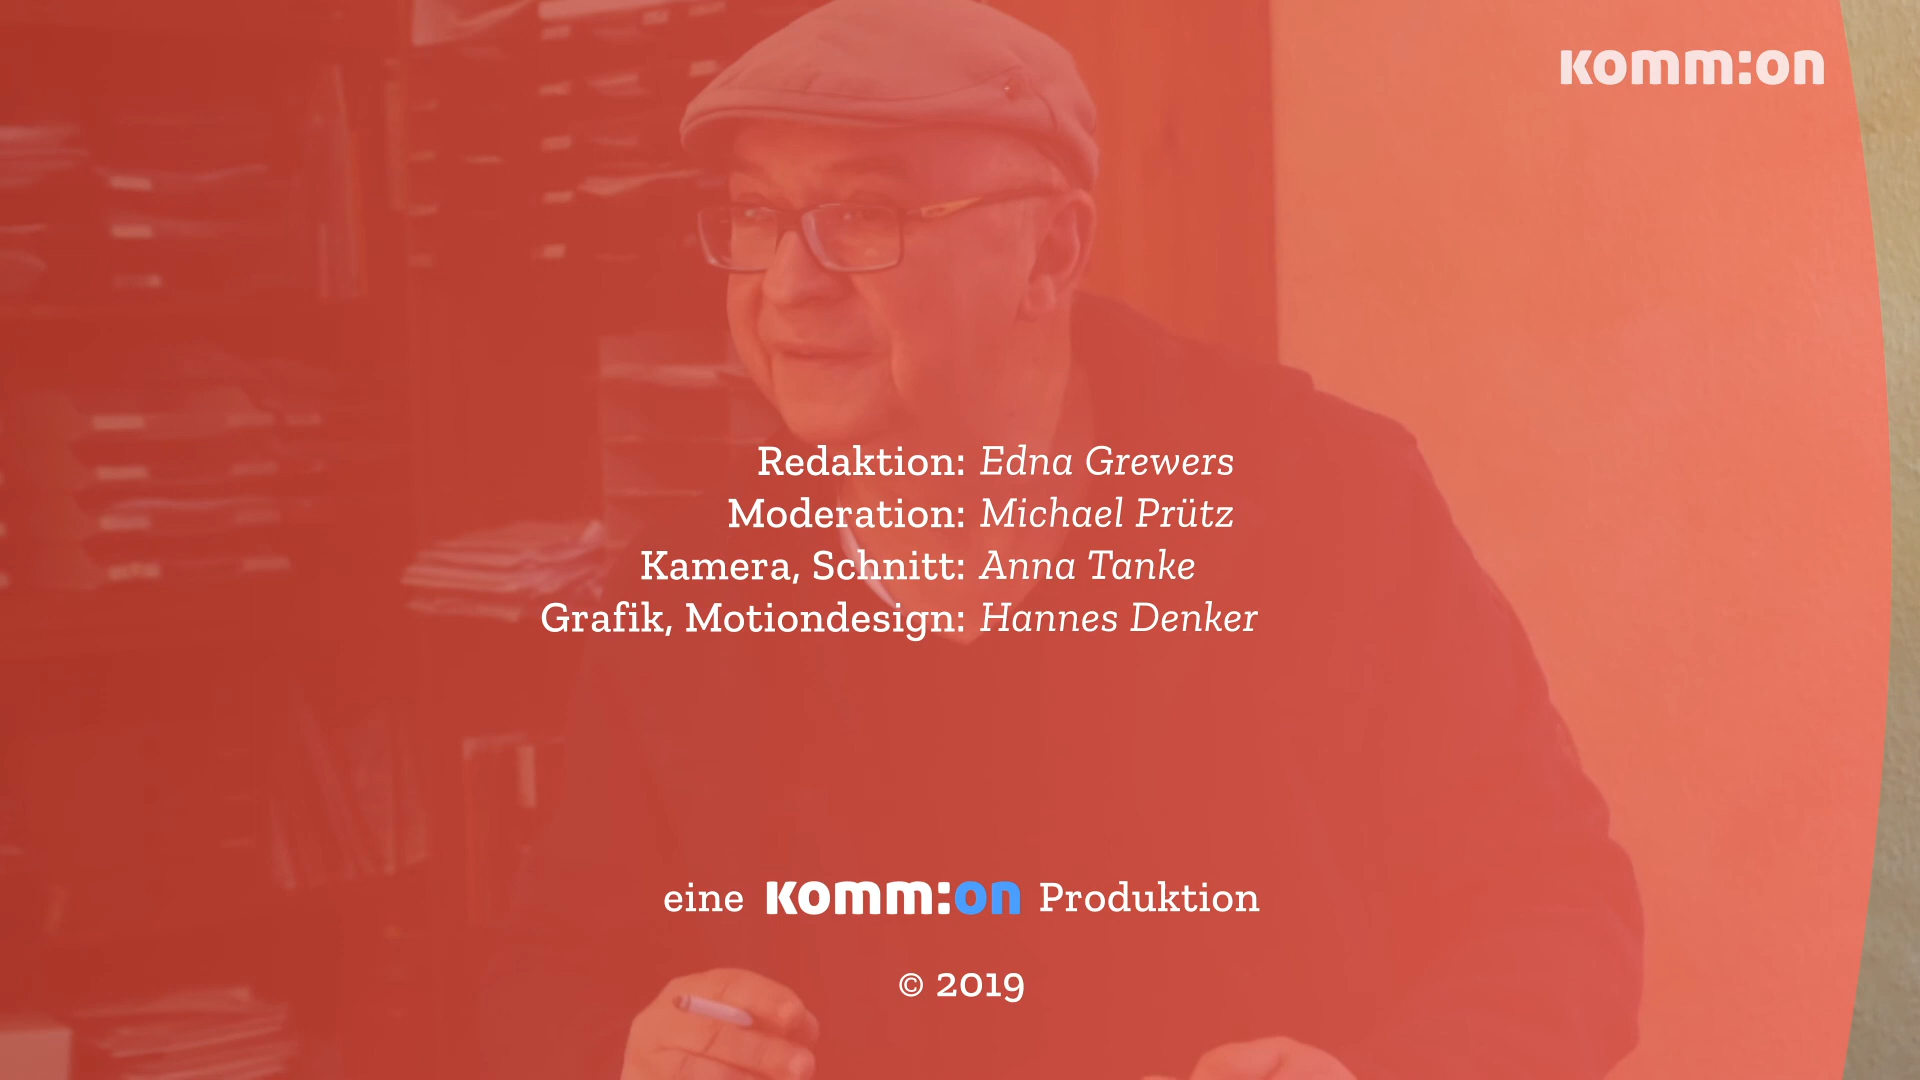 komm:on
Redaktion: Edna Grewers
Moderation: Michael Prütz
Kamera, Schnitt: Anna Tanke
Grafik, Motiondesign: Hannes Denker
eine komm:on Produktion
© 2019